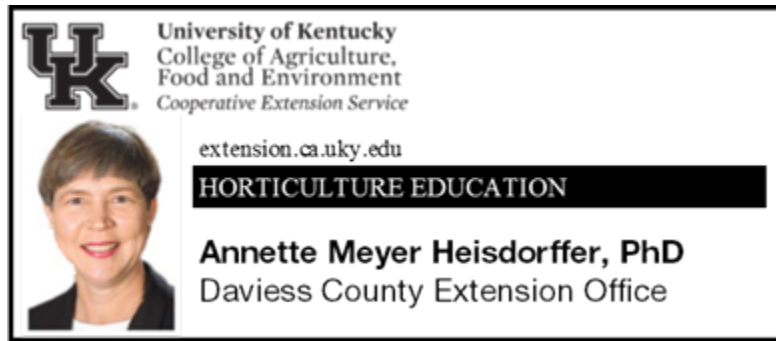 UK
University of Kentucky
College of Agriculture,
Food and Environment
Cooperative Extension Service
extension.ca.uky.edu
HORTICULTURE EDUCATION
Annette Meyer Heisdorffer, PhD
Daviess County Extension Office